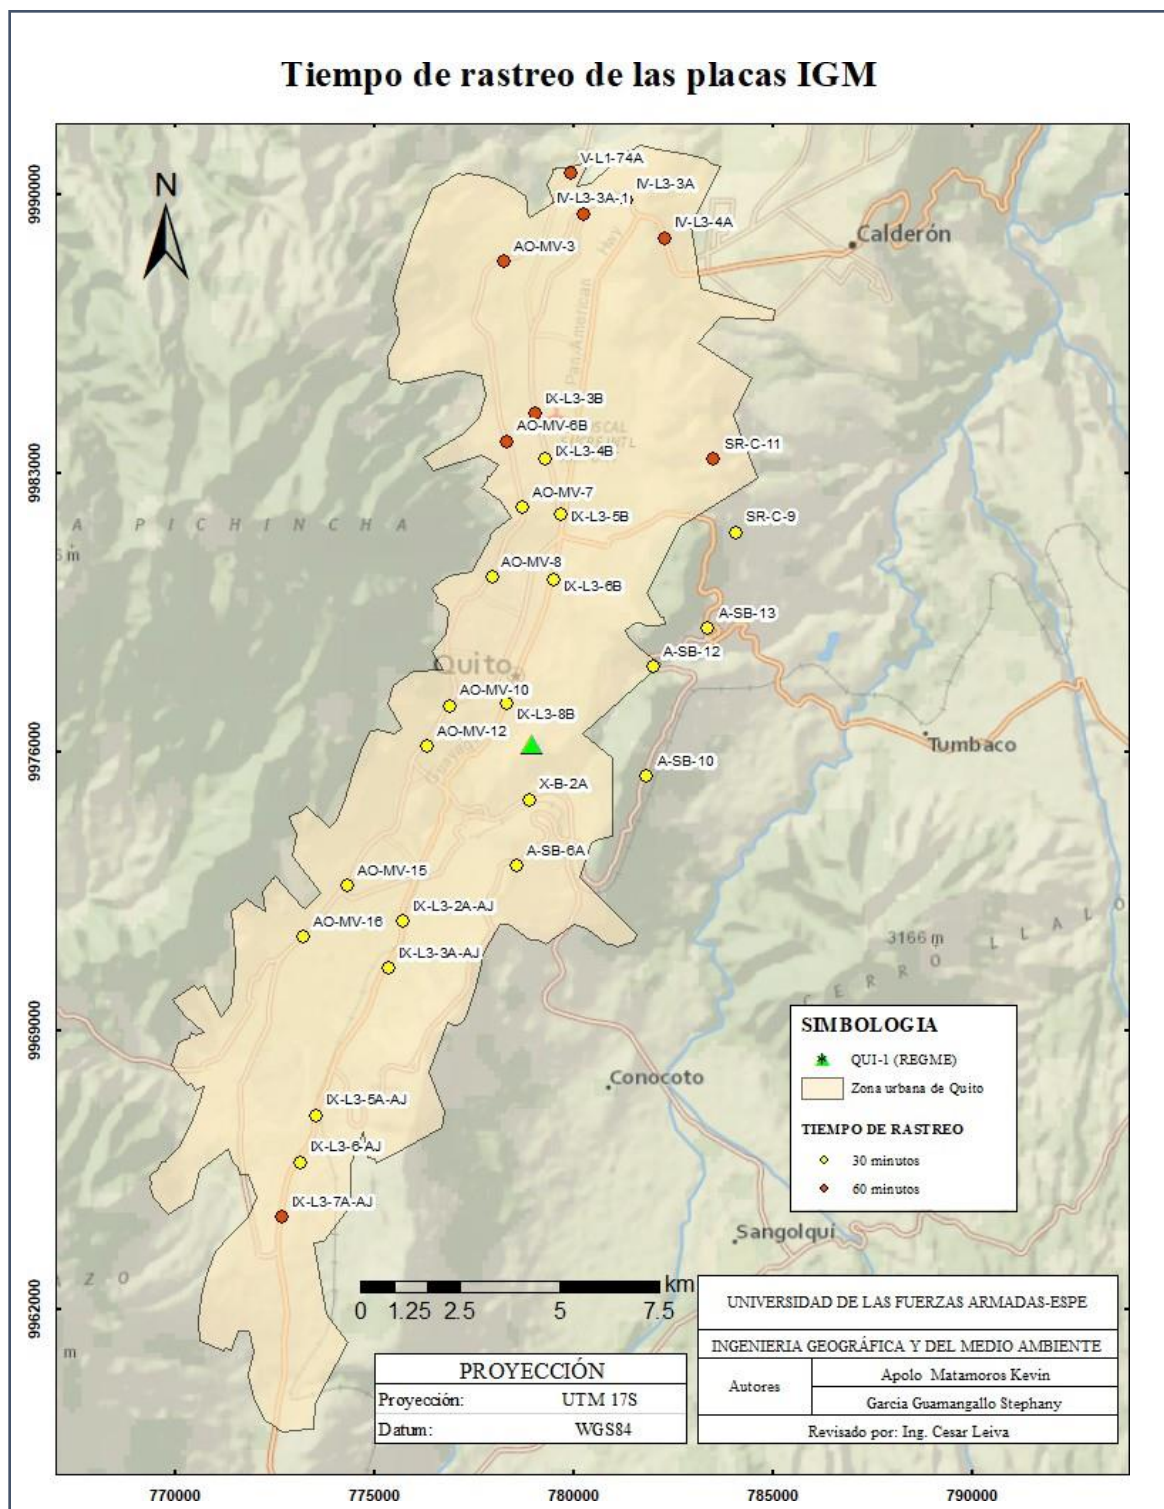 Tiempo de rastreo de las placas IGM
N
V-L1-74A
IV-L3-3A
IV-L3-3A-1
IV-L3-4A
AO-MV-3
Calderón
Pan-American Hwy
IX-L3-3B
AO-MV-6B
IX-L3-4B
SR-C-11
AO-MV-7
IX-L3-5B
SR-C-9
A PICHINCHA
AO-MV-8
IX-L3-6B
A-SB-13
A-SB-12
Quito
AO-MV-10
IX-L3-8B
AO-MV-12
Tumbaco
A-SB-10
X-B-2A
A-SB-6A
AO-MV-15
IX-L3-2A-AJ
AO-MV-16
IX-L3-3A-AJ
3166 m
CERRO LLALO
Conocoto
IX-L3-5A-AJ
IX-L3-6-AJ
IX-L3-7A-AJ
Sangolquí
AZO
m
SIMBOLOGIA
QUI-1 (REGME)
Zona urbana de Quito
TIEMPO DE RASTREO
30 minutos
60 minutos
km
0 1.25 2.5 5 7.5
PROYECCIÓN
Proyección: UTM 17S
Datum: WGS84
UNIVERSIDAD DE LAS FUERZAS ARMADAS-ESPE
INGENIERIA GEOGRÁFICA Y DEL MEDIO AMBIENTE
Autores
Apolo Matamoros Kevin
Garcia Guamangallo Stephany
Revisado por: Ing. Cesar Leiva
9990000
9983000
9976000
9969000
9962000
770000 775000 780000 785000 790000